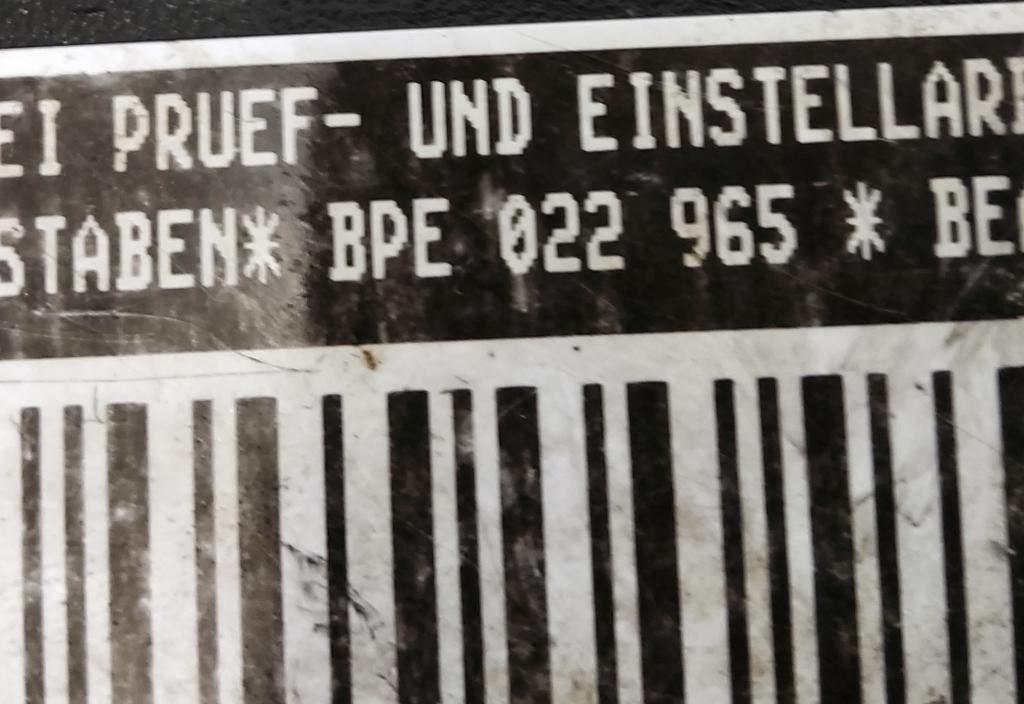 EI PRUEF- UND EINSTELLAR
STABEN* BPE 022 965 * BE